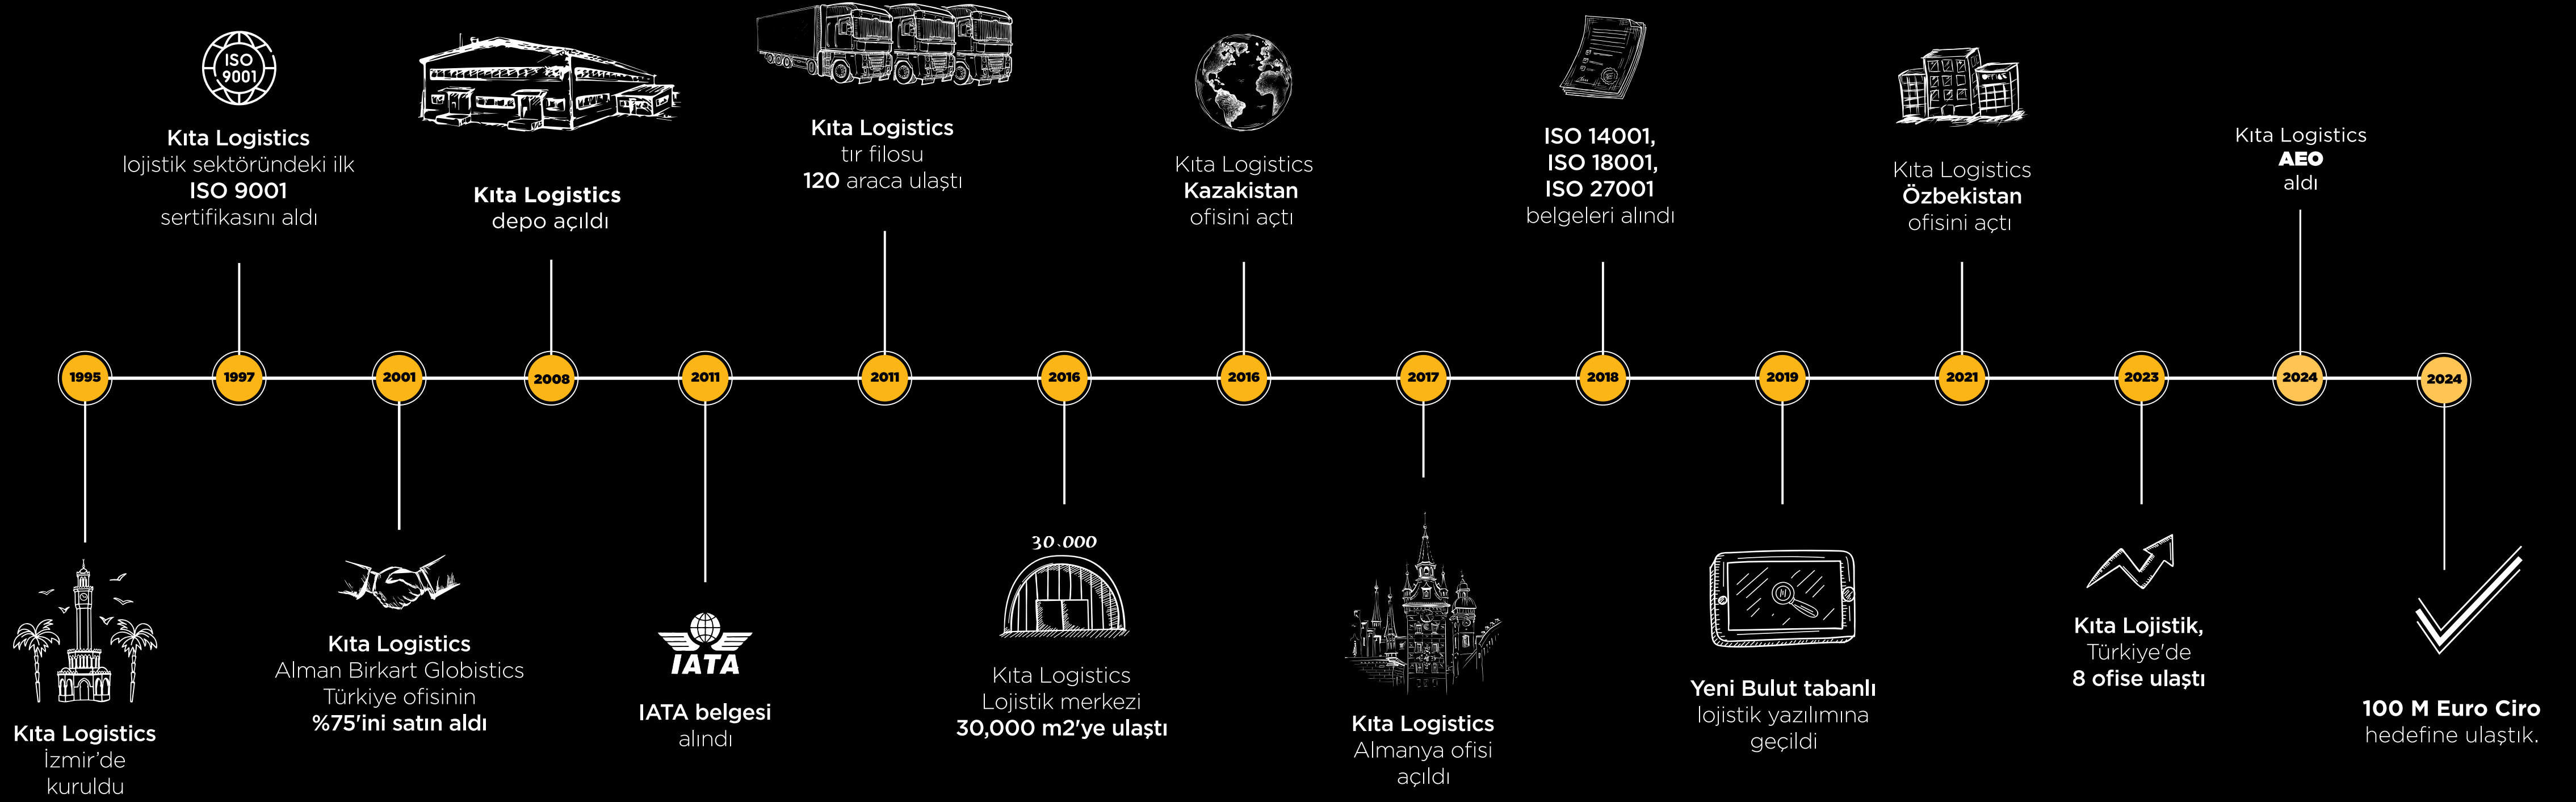 1995
Kıta Logistics
İzmir’de
kuruldu
ISO
9001
Kıta Logistics
lojistik sektöründeki ilk
ISO 9001
sertifikasını aldı
1997
2001
Kıta Logistics
Alman Birkart Globistics
Türkiye ofisinin
%75'ini satın aldı
Kıta Logistics
depo açıldı
2008
2011
IATA
IATA belgesi
alındı
Kıta Logistics
tır filosu
120 araca ulaştı
2011
2016
30.000
Kıta Logistics
Lojistik merkezi
30,000 m2'ye ulaştı
Kıta Logistics
Kazakistan
ofisini açtı
2016
2017
Kıta Logistics
Almanya ofisi
açıldı
ISO 14001,
ISO 18001,
ISO 27001
belgeleri alındı
2018
2019
Yeni Bulut tabanlı
lojistik yazılımına
geçildi
Kıta Logistics
Özbekistan
ofisini açtı
2021
2023
Kıta Lojistik,
Türkiye'de
8 ofise ulaştı
Kıta Logistics
AEO
aldı
2024
2024
100 M Euro Ciro
hedefine ulaştık.